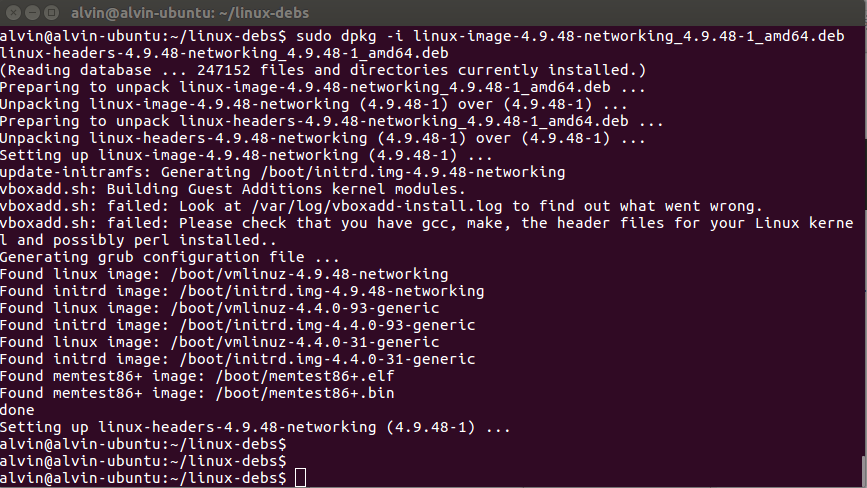 alvin@alvin-ubuntu: ~/linux-debs
alvin@alvin-ubuntu:~/linux-debs$ sudo dpkg -i linux-image-4.9.48-networking_4.9.48-1_amd64.deb
linux-headers-4.9.48-networking_4.9.48-1_amd64.deb
(Reading database ... 247152 files and directories currently installed.)
Preparing to unpack linux-image-4.9.48-networking_4.9.48-1_amd64.deb ...
Unpacking linux-image-4.9.48-networking (4.9.48-1) over (4.9.48-1) ...
Preparing to unpack linux-headers-4.9.48-networking_4.9.48-1_amd64.deb ...
Unpacking linux-headers-4.9.48-networking (4.9.48-1) over (4.9.48-1) ...
Setting up linux-image-4.9.48-networking (4.9.48-1) ...
update-initramfs: Generating /boot/initrd.img-4.9.48-networking
vboxadd.sh: Building Guest Additions kernel modules.
vboxadd.sh: failed: Look at /var/log/vboxadd-install.log to find out what went wrong.
vboxadd.sh: failed: Please check that you have gcc, make, the header files for your Linux kerne
l and possibly perl installed..
Generating grub configuration file ...
Found linux image: /boot/vmlinuz-4.9.48-networking
Found initrd image: /boot/initrd.img-4.9.48-networking
Found linux image: /boot/vmlinuz-4.4.0-93-generic
Found initrd image: /boot/initrd.img-4.4.0-93-generic
Found linux image: /boot/vmlinuz-4.4.0-31-generic
Found initrd image: /boot/initrd.img-4.4.0-31-generic
Found memtest86+ image: /boot/memtest86+.elf
Found memtest86+ image: /boot/memtest86+.bin
done
Setting up linux-headers-4.9.48-networking (4.9.48-1) ...
alvin@alvin-ubuntu:~/linux-debs$
alvin@alvin-ubuntu:~/linux-debs$
alvin@alvin-ubuntu:~/linux-debs$